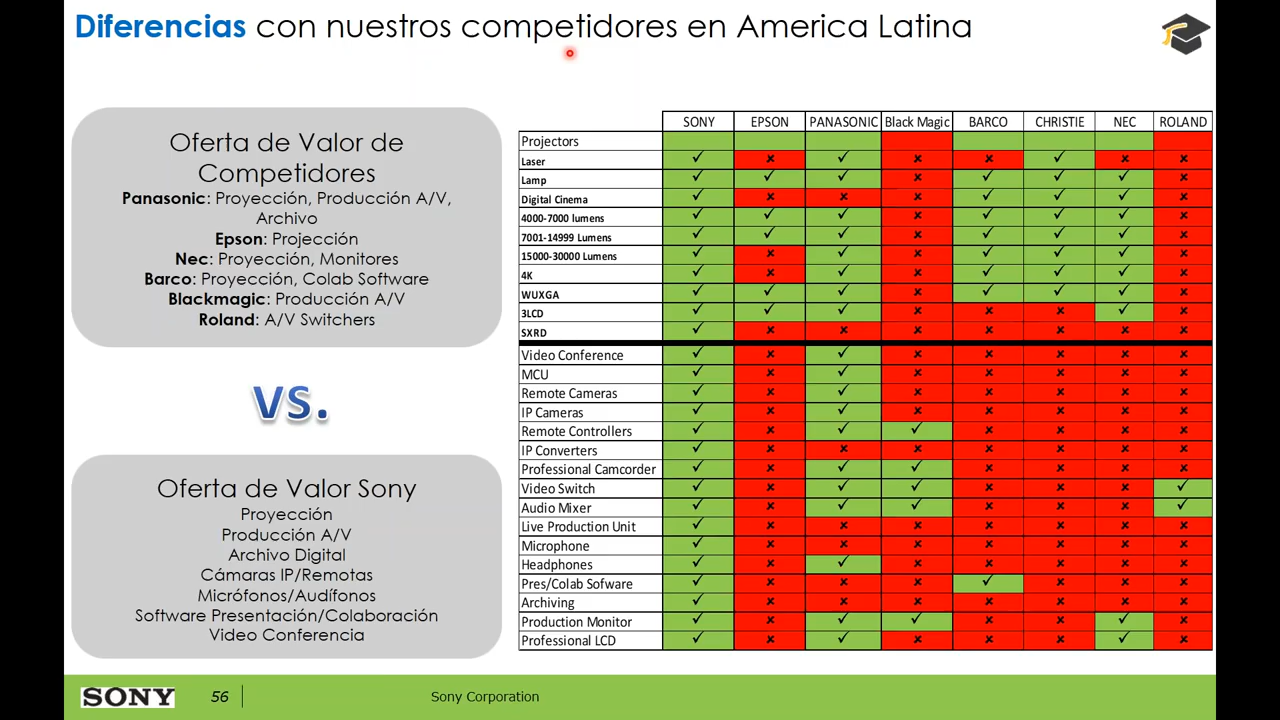 Diferencias con nuestros competidores en America Latina
Oferta de Valor de
Competidores
Panasonic: Proyección, Producción A/V,
Archivo
Epson: Projección
Nec: Proyección, Monitores
Barco: Proyección, Colab Software
Blackmagic: Producción A/V
Roland: A/V Switchers
VS.
Oferta de Valor Sony
Proyección
Producción A/V
Archivo Digital
Cámaras IP/Remotas
Micrófonos/Audífonos
Software Presentación/Colaboración
Video Conferencia
SONY EPSON PANASONIC Black Magic BARCO CHRISTIE NEC ROLAND
Projectors
Laser ✓ ✗ ✓ ✗ ✗ ✓ ✗ ✗
Lamp ✓ ✓ ✓ ✗ ✓ ✓ ✓ ✗
Digital Cinema ✓ ✗ ✗ ✗ ✓ ✓ ✓ ✗
4000-7000 lumens ✓ ✓ ✓ ✗ ✓ ✓ ✓ ✗
7001-14999 Lumens ✓ ✓ ✓ ✗ ✓ ✓ ✓ ✗
15000-30000 Lumens ✓ ✗ ✓ ✗ ✓ ✓ ✓ ✗
4K ✓ ✗ ✓ ✗ ✓ ✓ ✓ ✗
WUXGA ✓ ✓ ✓ ✗ ✓ ✓ ✓ ✗
3LCD ✓ ✓ ✓ ✗ ✗ ✗ ✓ ✗
SXRD ✓ ✗ ✗ ✗ ✗ ✗ ✗ ✗
Video Conference ✓ ✗ ✓ ✗ ✗ ✗ ✗ ✗
MCU ✓ ✗ ✓ ✗ ✗ ✗ ✗ ✗
Remote Cameras ✓ ✗ ✓ ✗ ✗ ✗ ✗ ✗
IP Cameras ✓ ✗ ✓ ✗ ✗ ✗ ✗ ✗
Remote Controllers ✓ ✗ ✓ ✓ ✗ ✗ ✗ ✗
IP Converters ✓ ✗ ✗ ✗ ✗ ✗ ✗ ✗
Professional Camcorder ✓ ✗ ✓ ✓ ✗ ✗ ✗ ✗
Video Switch ✓ ✗ ✓ ✓ ✗ ✗ ✗ ✓
Audio Mixer ✓ ✗ ✓ ✓ ✗ ✗ ✗ ✓
Live Production Unit ✓ ✗ ✗ ✗ ✗ ✗ ✗ ✗
Microphone ✓ ✗ ✗ ✗ ✗ ✗ ✗ ✗
Headphones ✓ ✗ ✓ ✗ ✗ ✗ ✗ ✗
Pres/Colab Sofware ✓ ✗ ✗ ✗ ✓ ✗ ✗ ✗
Archiving ✓ ✗ ✗ ✗ ✗ ✗ ✗ ✗
Production Monitor ✓ ✗ ✓ ✓ ✗ ✗ ✓ ✗
Professional LCD ✓ ✗ ✓ ✗ ✗ ✗ ✓ ✗
SONY 56 Sony Corporation